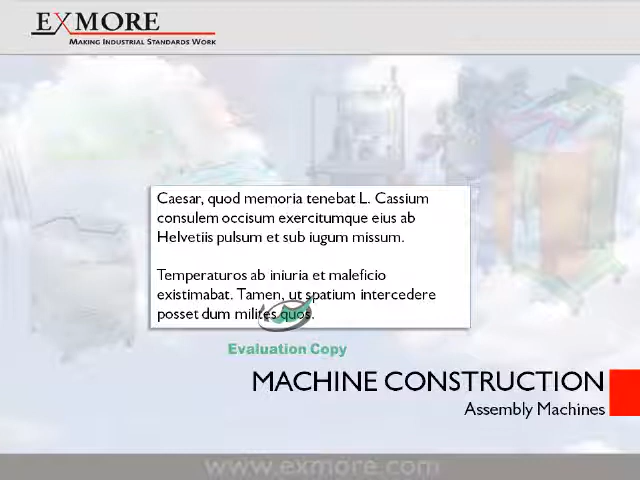 EXMORE
MAKING INDUSTRIAL STANDARDS WORK
Caesar, quod memoria tenebat L. Cassium
consulem occisum exercitumque eius ab
Helvetiis pulsum et sub iugum missum.
Temperaturos ab iniuria et maleficio
existimabat. Tamen, ut spatium intercedere
posset dum milites quos.
Evaluation Copy
MACHINE CONSTRUCTION
Assembly Machines
www.exmore.com